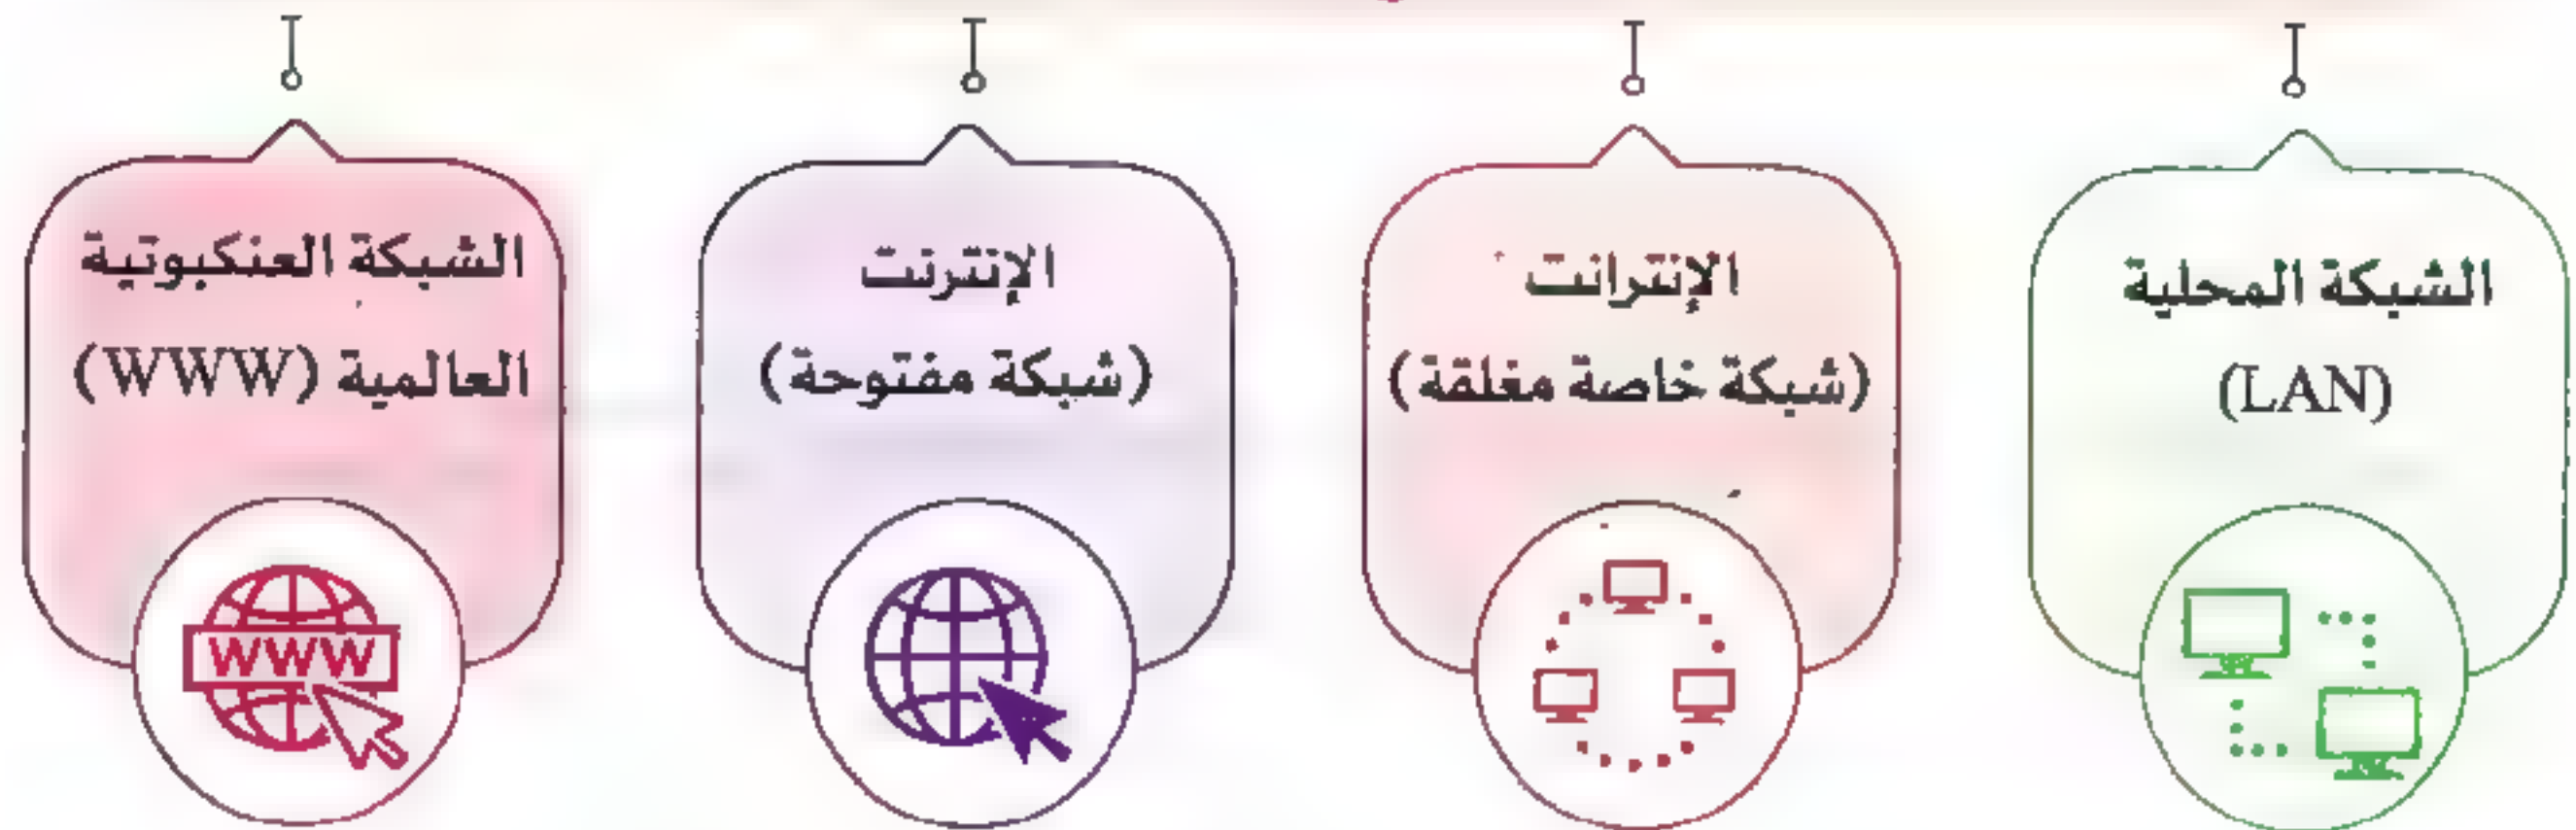 الشبكة المحلية
(LAN)
الإنترانت
(شبكة خاصة مغلقة)
الإنترنت
(شبكة مفتوحة)
الشبكة العنكبوتية
العالمية (WWW)
WWW